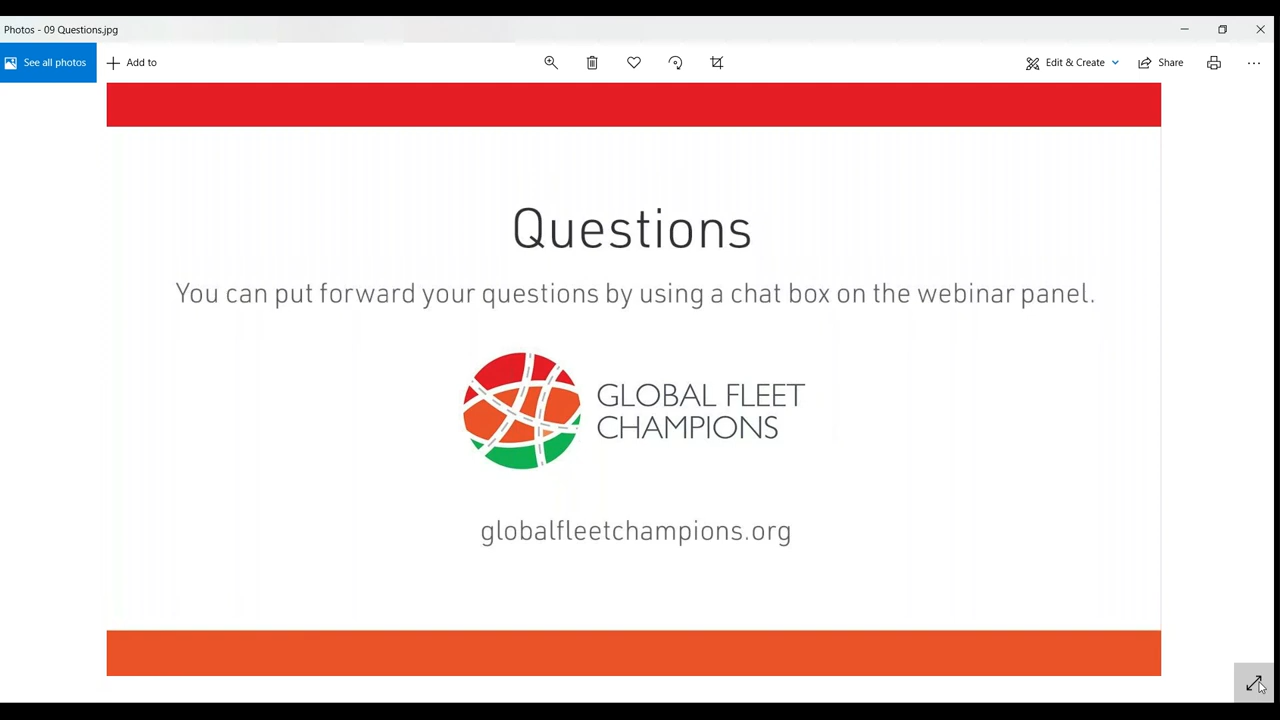 Photos - 09 Questions.jpg
See all photos
Add to
Edit & Create
Share
Questions
You can put forward your questions by using a chat box on the webinar panel.
GLOBAL FLEET
CHAMPIONS
globalfleetchampions.org